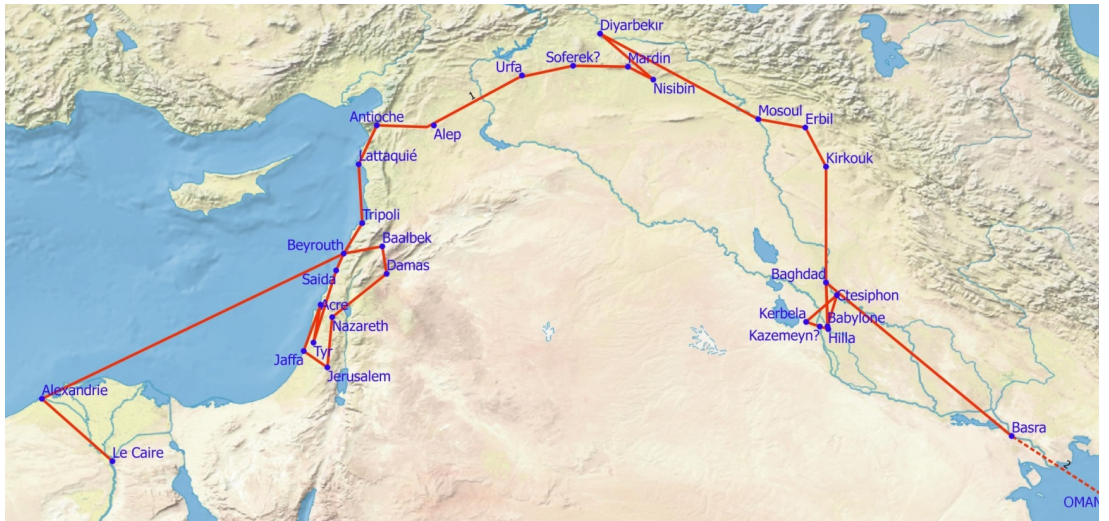 Diyarbekır
Soferek?
Mardin
Urfa
Nisibin
1
Mosoul
Antioche
Erbil
Alep
Lattaquié
Kirkouk
Tripoli
Baalbek
Beyrouth
Damas
Saida
Baghdad
Ctesiphon
Acre
Kerbela
Nazareth
Babylone
Kazemeyn?
Hilla
Tyr
Jaffa
Jerusalem
Alexandrie
Basra
Le Caire
2
OMAN